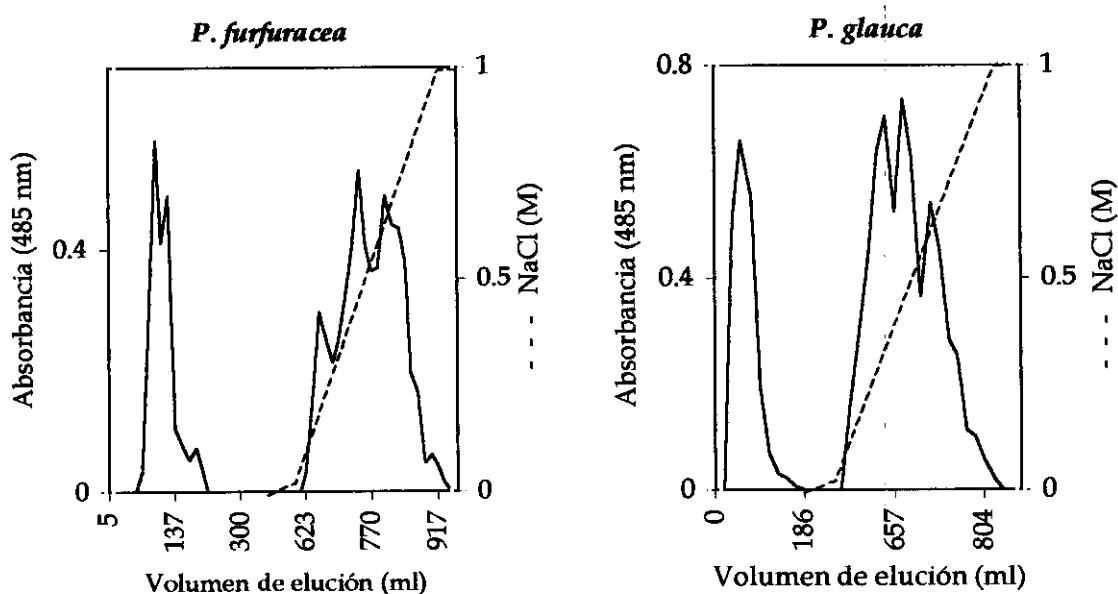 P. furfuracea
Absorbancia (485 nm)
0.4
0
1
0.5
0
- - - NaCl (M)
5
137
300
623
770
917
Volumen de elución (ml)
P. glauca
Absorbancia (485 nm)
0.8
0.4
0
1
0.5
0
- - - NaCl (M)
0
186
657
804
Volumen de elución (ml)